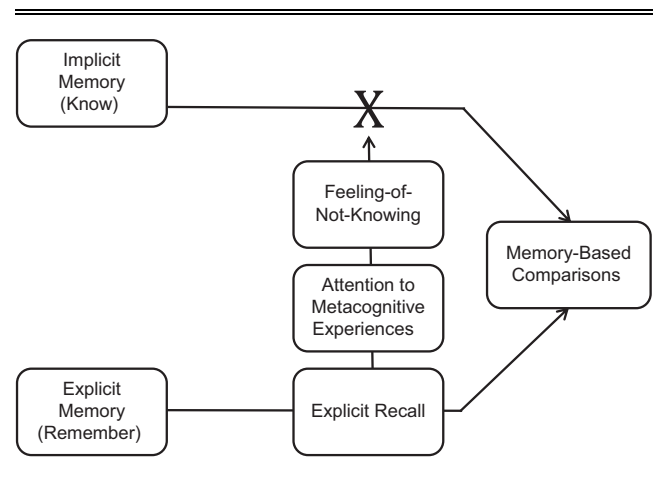 Implicit
Memory
(Know)
X
Feeling-of-
Not-Knowing
Memory-Based
Comparisons
Attention to
Metacognitive
Experiences
Explicit
Memory
(Remember)
Explicit Recall